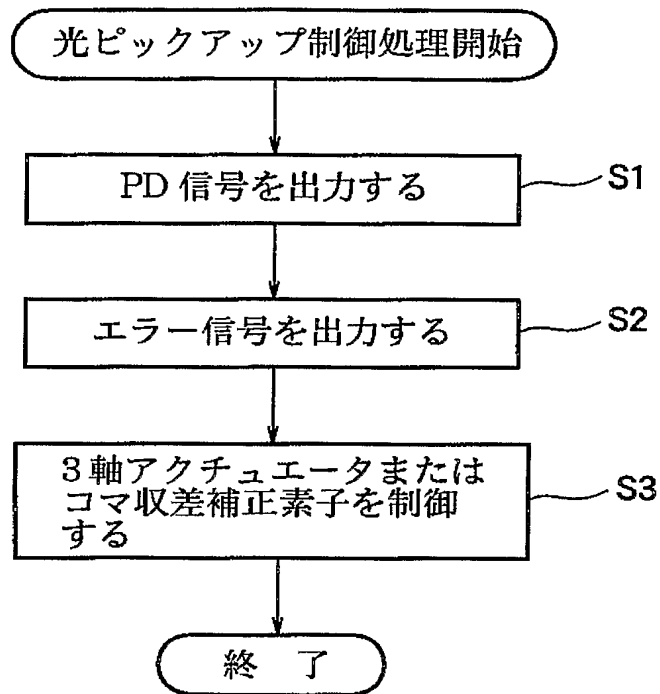 光ピックアップ制御処理開始
PD 信号を出力する
S1
エラー信号を出力する
S2
3軸アクチュエータまたは
コマ収差補正素子を制御
する
S3
終 了